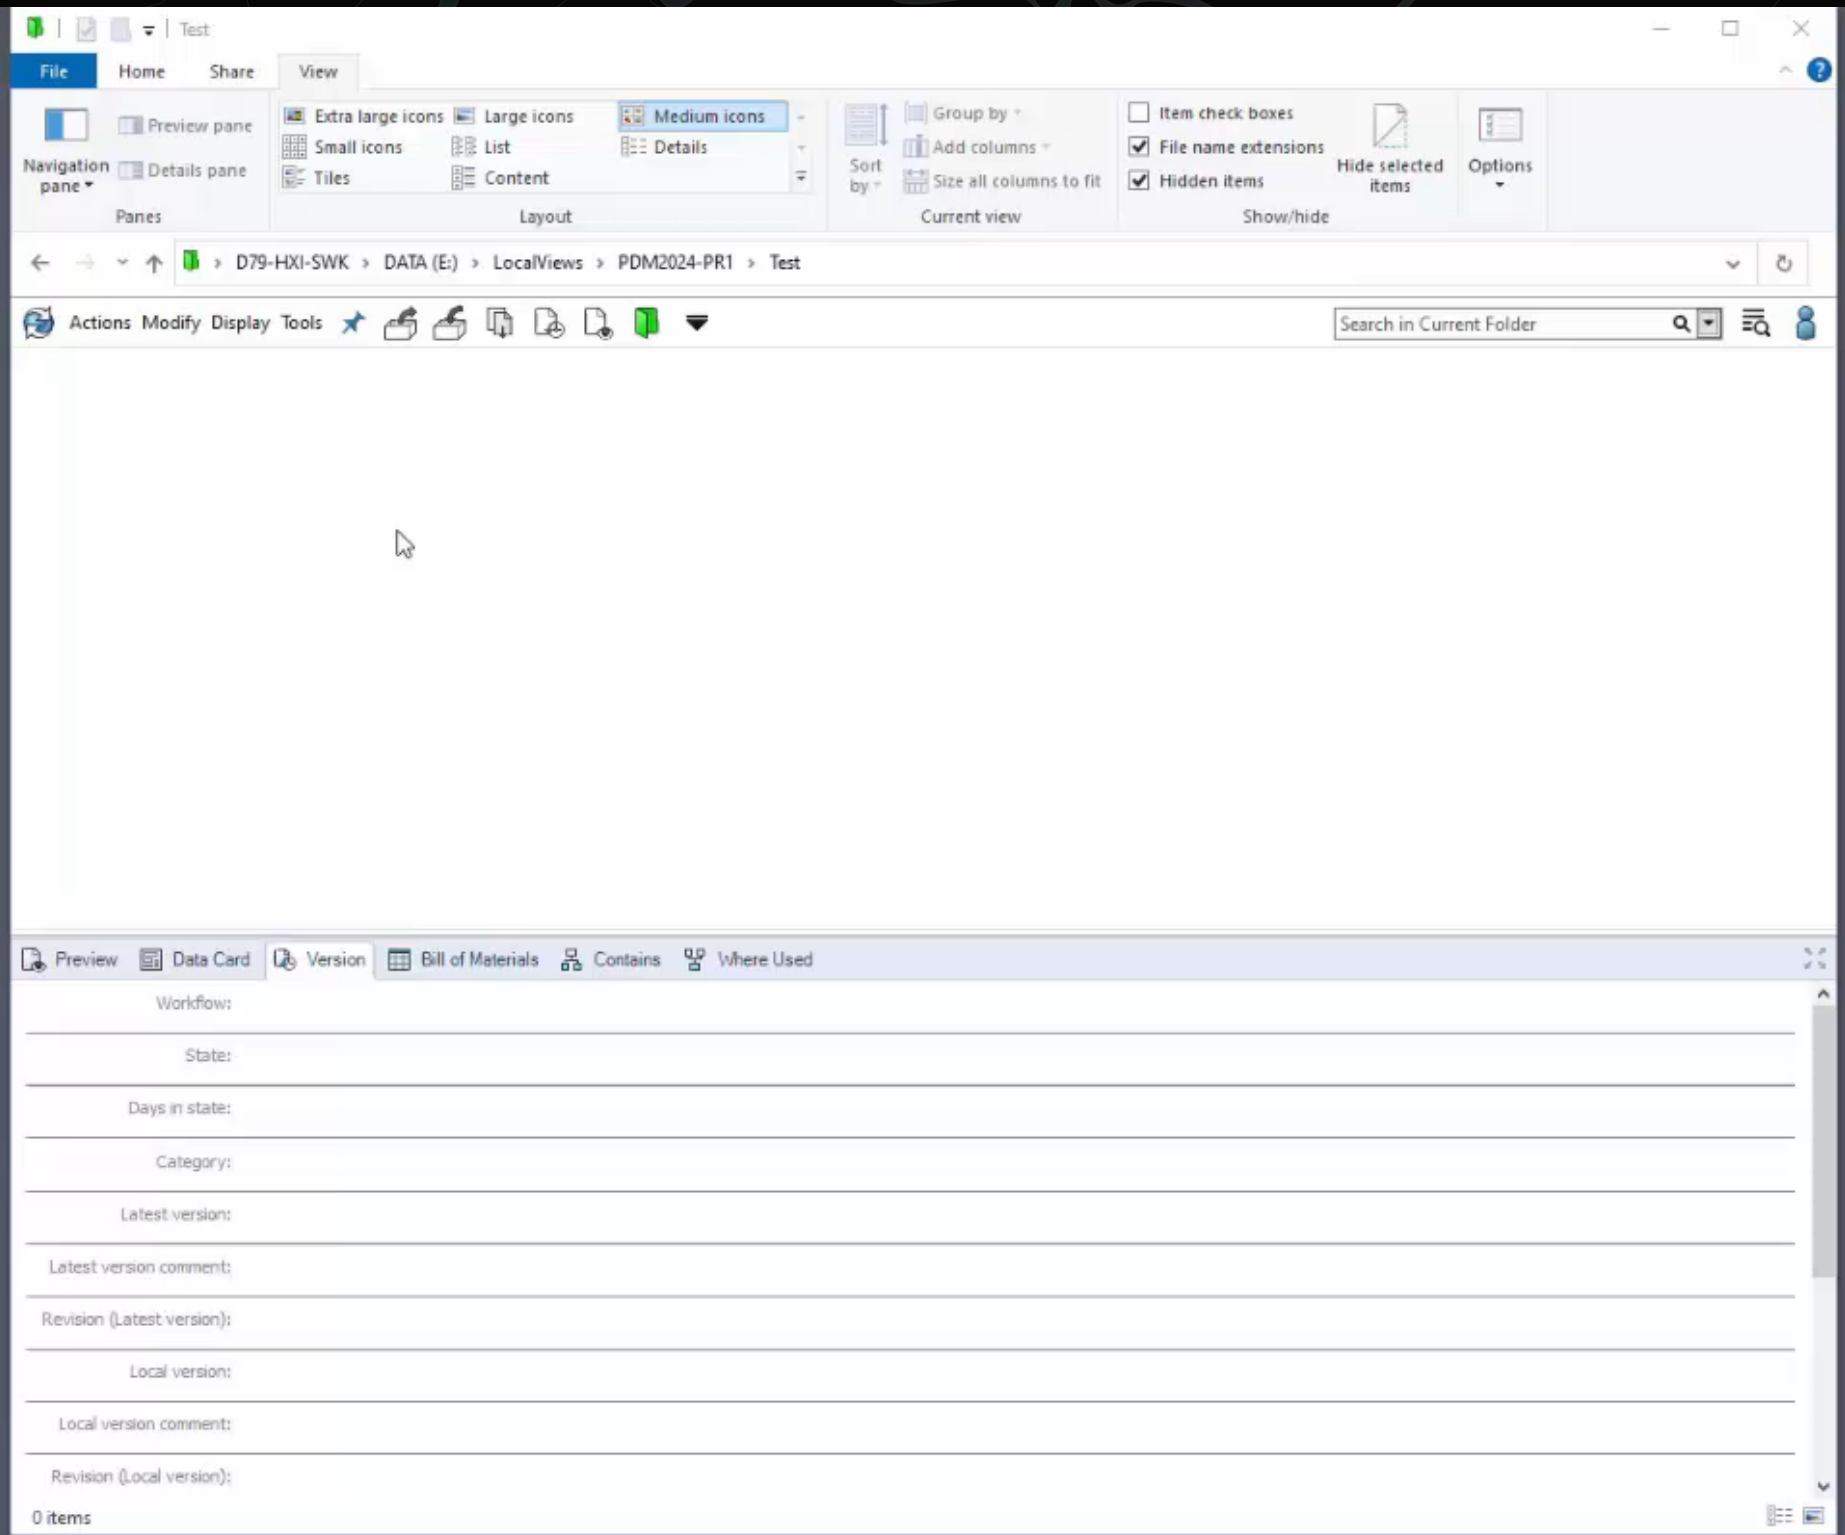 Test
File Home Share View
Extra large icons Large icons Medium icons
Small icons List Details
Tiles Content
Navigation pane
Preview pane
Details pane
Sort by
Group by
Add columns
Size all columns to fit
Item check boxes
File name extensions
Hidden items
Hide selected items
Options
Panes Layout Current view Show/hide
D79-HXI-SWK › DATA (E:) › LocalViews › PDM2024-PR1 › Test
Actions Modify Display Tools Search in Current Folder
Preview Data Card Version Bill of Materials Contains Where Used
Workflow:
State:
Days in state:
Category:
Latest version:
Latest version comment:
Revision (Latest version):
Local version:
Local version comment:
Revision (Local version):
0 items